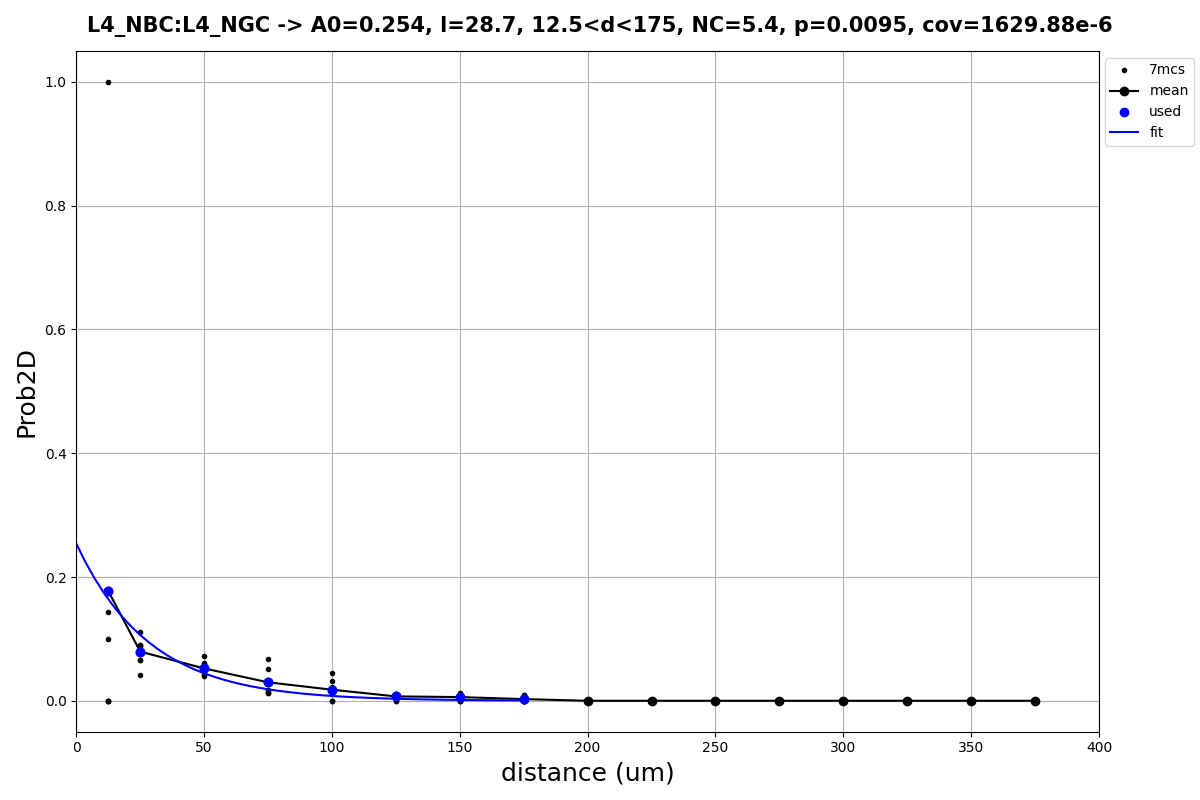 L4_NBC:L4_NGC -> A0=0.254, l=28.7, 12.5<d<175, NC=5.4, p=0.0095, cov=1629.88e-6
7mcs
mean
used
fit
Prob2D
1.0
0.8
0.6
0.4
0.2
0.0
0 50 100 150 200 250 300 350 400
distance (um)